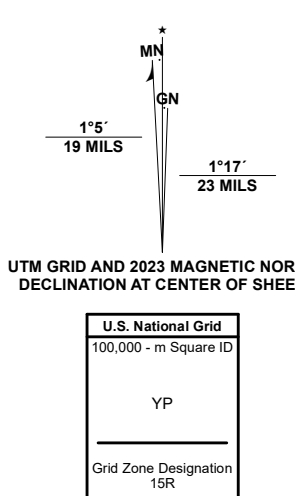 ★
MN
GN
1°5´
19 MILS
1°17´
23 MILS
UTM GRID AND 2023 MAGNETIC NOR
DECLINATION AT CENTER OF SHEE
U.S. National Grid
100,000 - m Square ID
YP
Grid Zone Designation
15R